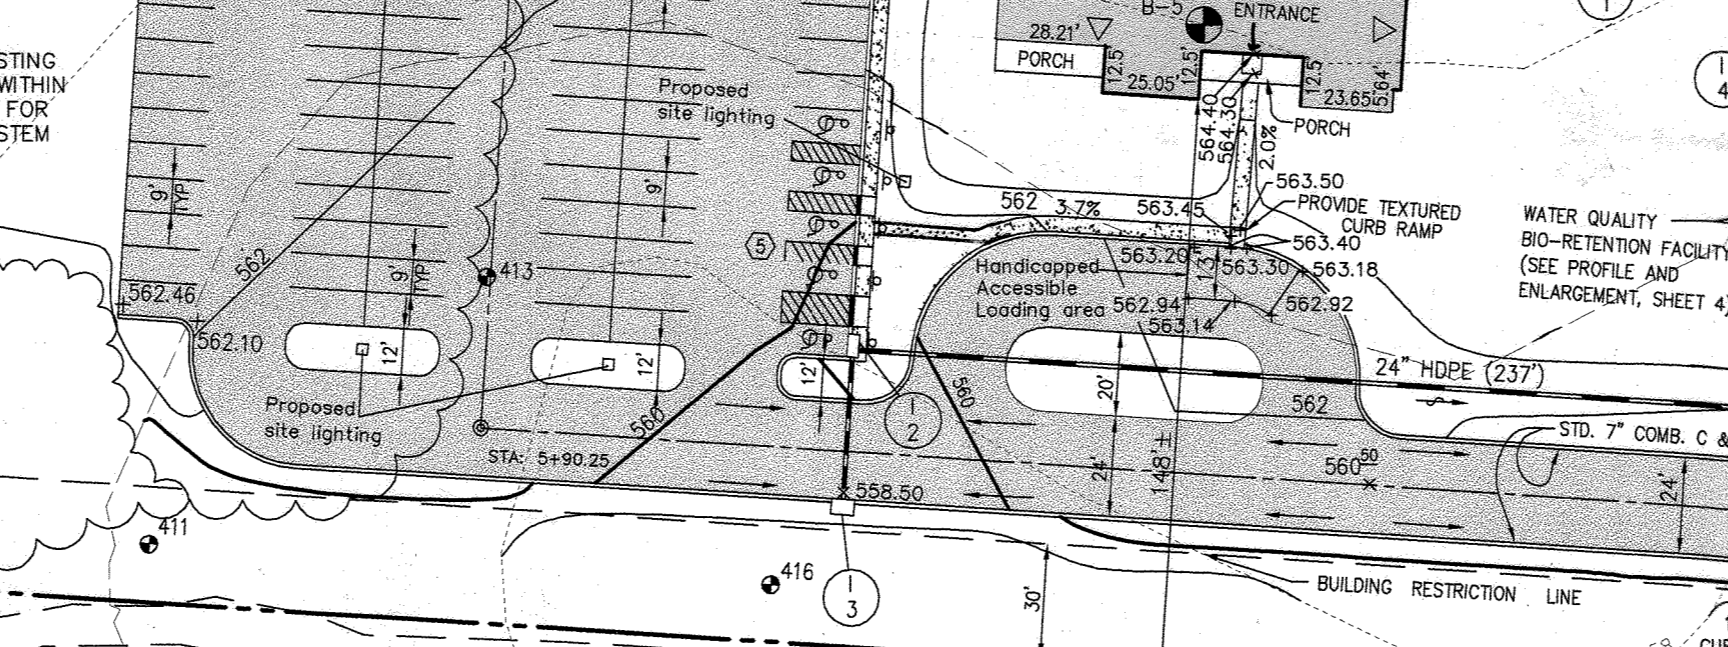 STING
WITHIN
FOR
STEM
B-5
ENTRANCE
28.21'
PORCH
12.5'
25.05'
12.5'
12.5'
23.65'
5.64'
PORCH
564.40
564.30
2.0%
Proposed
site lighting
9'
TYP
9'
9'
TYP
562
3.7%
563.45
563.50
PROVIDE TEXTURED
CURB RAMP
563.40
563.20
13'
563.30
563.18
562.92
562.94
563.14
Handicapped
Accessible
Loading area
WATER QUALITY
BIO-RETENTION FACILITY
(SEE PROFILE AND
ENLARGEMENT, SHEET 4)
5
413
562
562.46
562.10
12'
12'
12'
Proposed
site lighting
560
560
STA: 5+90.25
558.50
1
2
20'
24'
148'±
562
24" HDPE (237')
S
STD. 7" COMB. C &
560 50
24'
411
416
1
3
30'
BUILDING RESTRICTION LINE
1
1
4